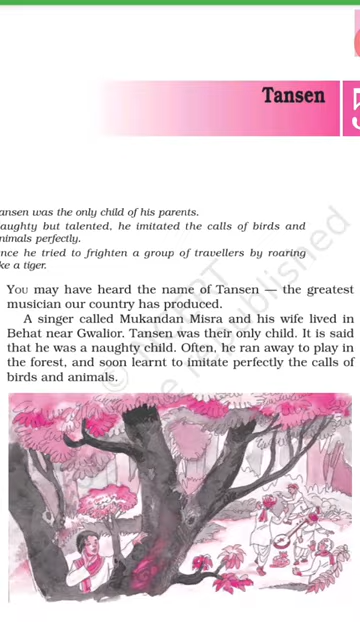 Tansen
5
ansen was the only child of his parents.
aughty but talented, he imitated the calls of birds and
nimals perfectly.
nce he tried to frighten a group of travellers by roaring
ke a tiger.
YOU may have heard the name of Tansen — the greatest
musician our country has produced.
A singer called Mukandan Misra and his wife lived in
Behat near Gwalior. Tansen was their only child. It is said
that he was a naughty child. Often, he ran away to play in
the forest, and soon learnt to imitate perfectly the calls of
birds and animals.